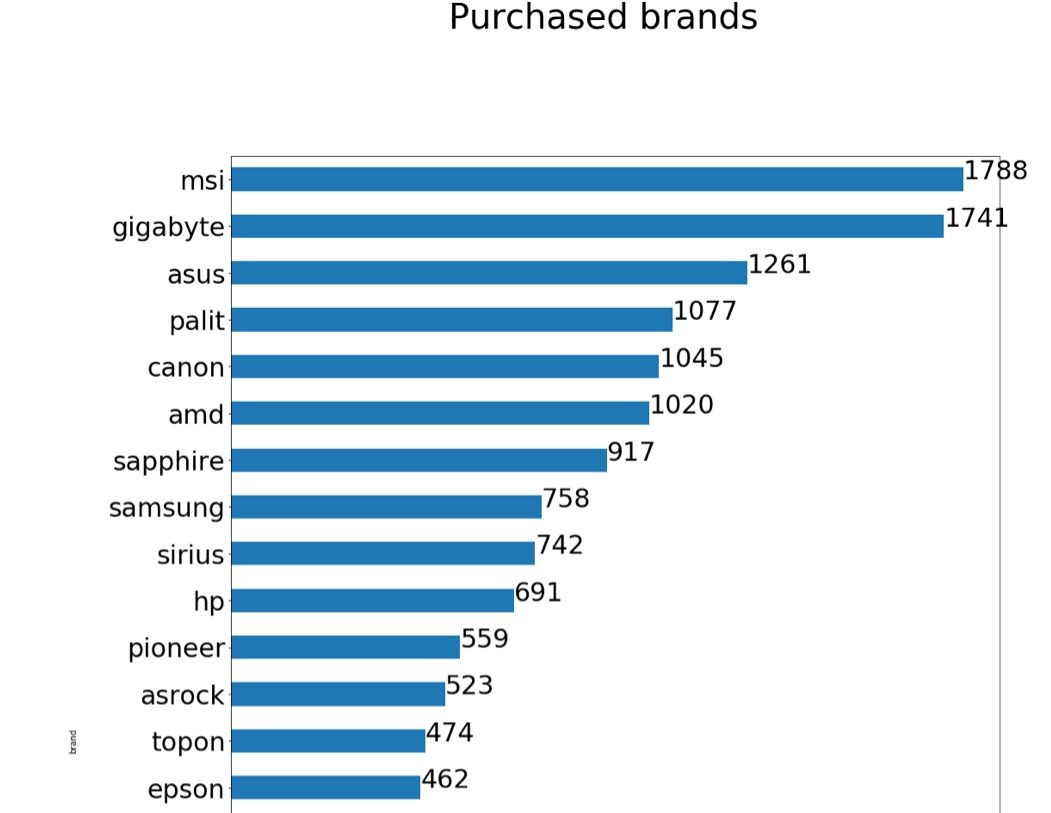 Purchased brands
msi 1788
gigabyte 1741
asus 1261
palit 1077
canon 1045
amd 1020
sapphire 917
samsung 758
sirius 742
hp 691
pioneer 559
asrock 523
topon 474
epson 462
brand